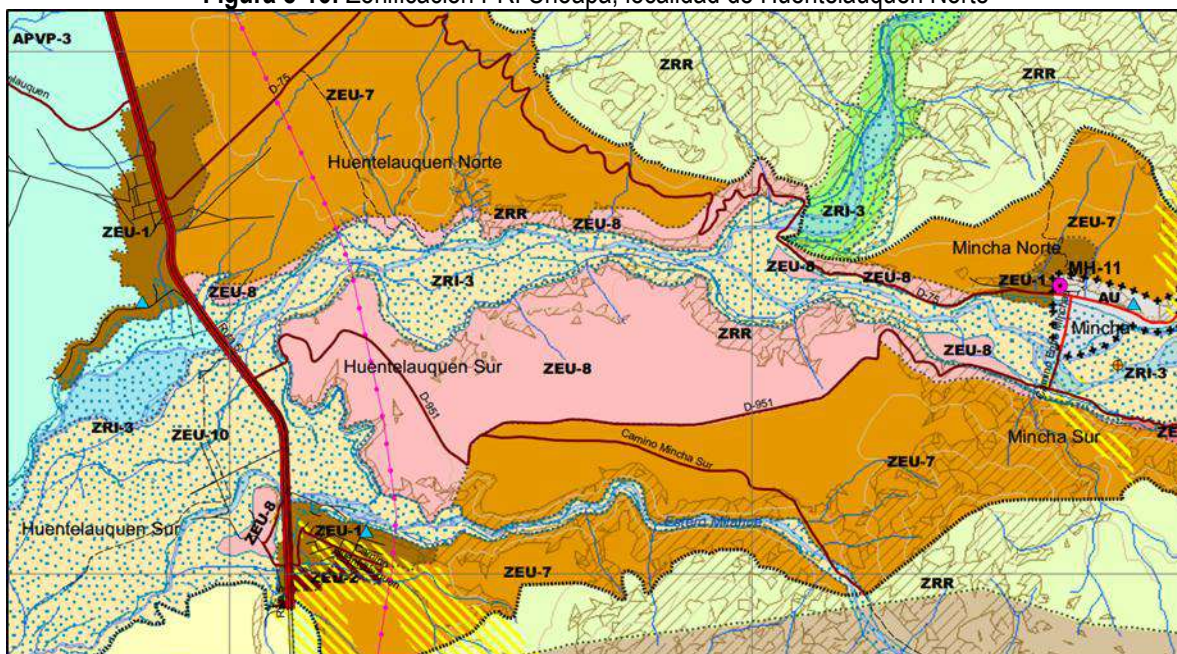 Figura 3-10. Zonificación PRI Choapa, localidad de Huentelauquén Norte
APVP-3
D-75
ZEU-7
ZRR
ZRR
Huentelauquen Norte
ZEU-1
ZRR
ZEU-8
ZRI-3
ZEU-7
Mincha Norte
ZEU-8
ZRI-3
ZEU-8
ZEU-8
ZEU-1
MH-11
D-75
AU
Mincha
ZRR
Huentelauquen Sur
ZEU-8
ZEU-8
ZRI-3
D-951
D-951
ZRI-3
ZEU-10
Camino Mincha Sur
Mincha Sur
ZEU-7
ZEU-8
Huentelauquen Sur
ZEU-1
ZEU-2
ZEU-7
ZRR